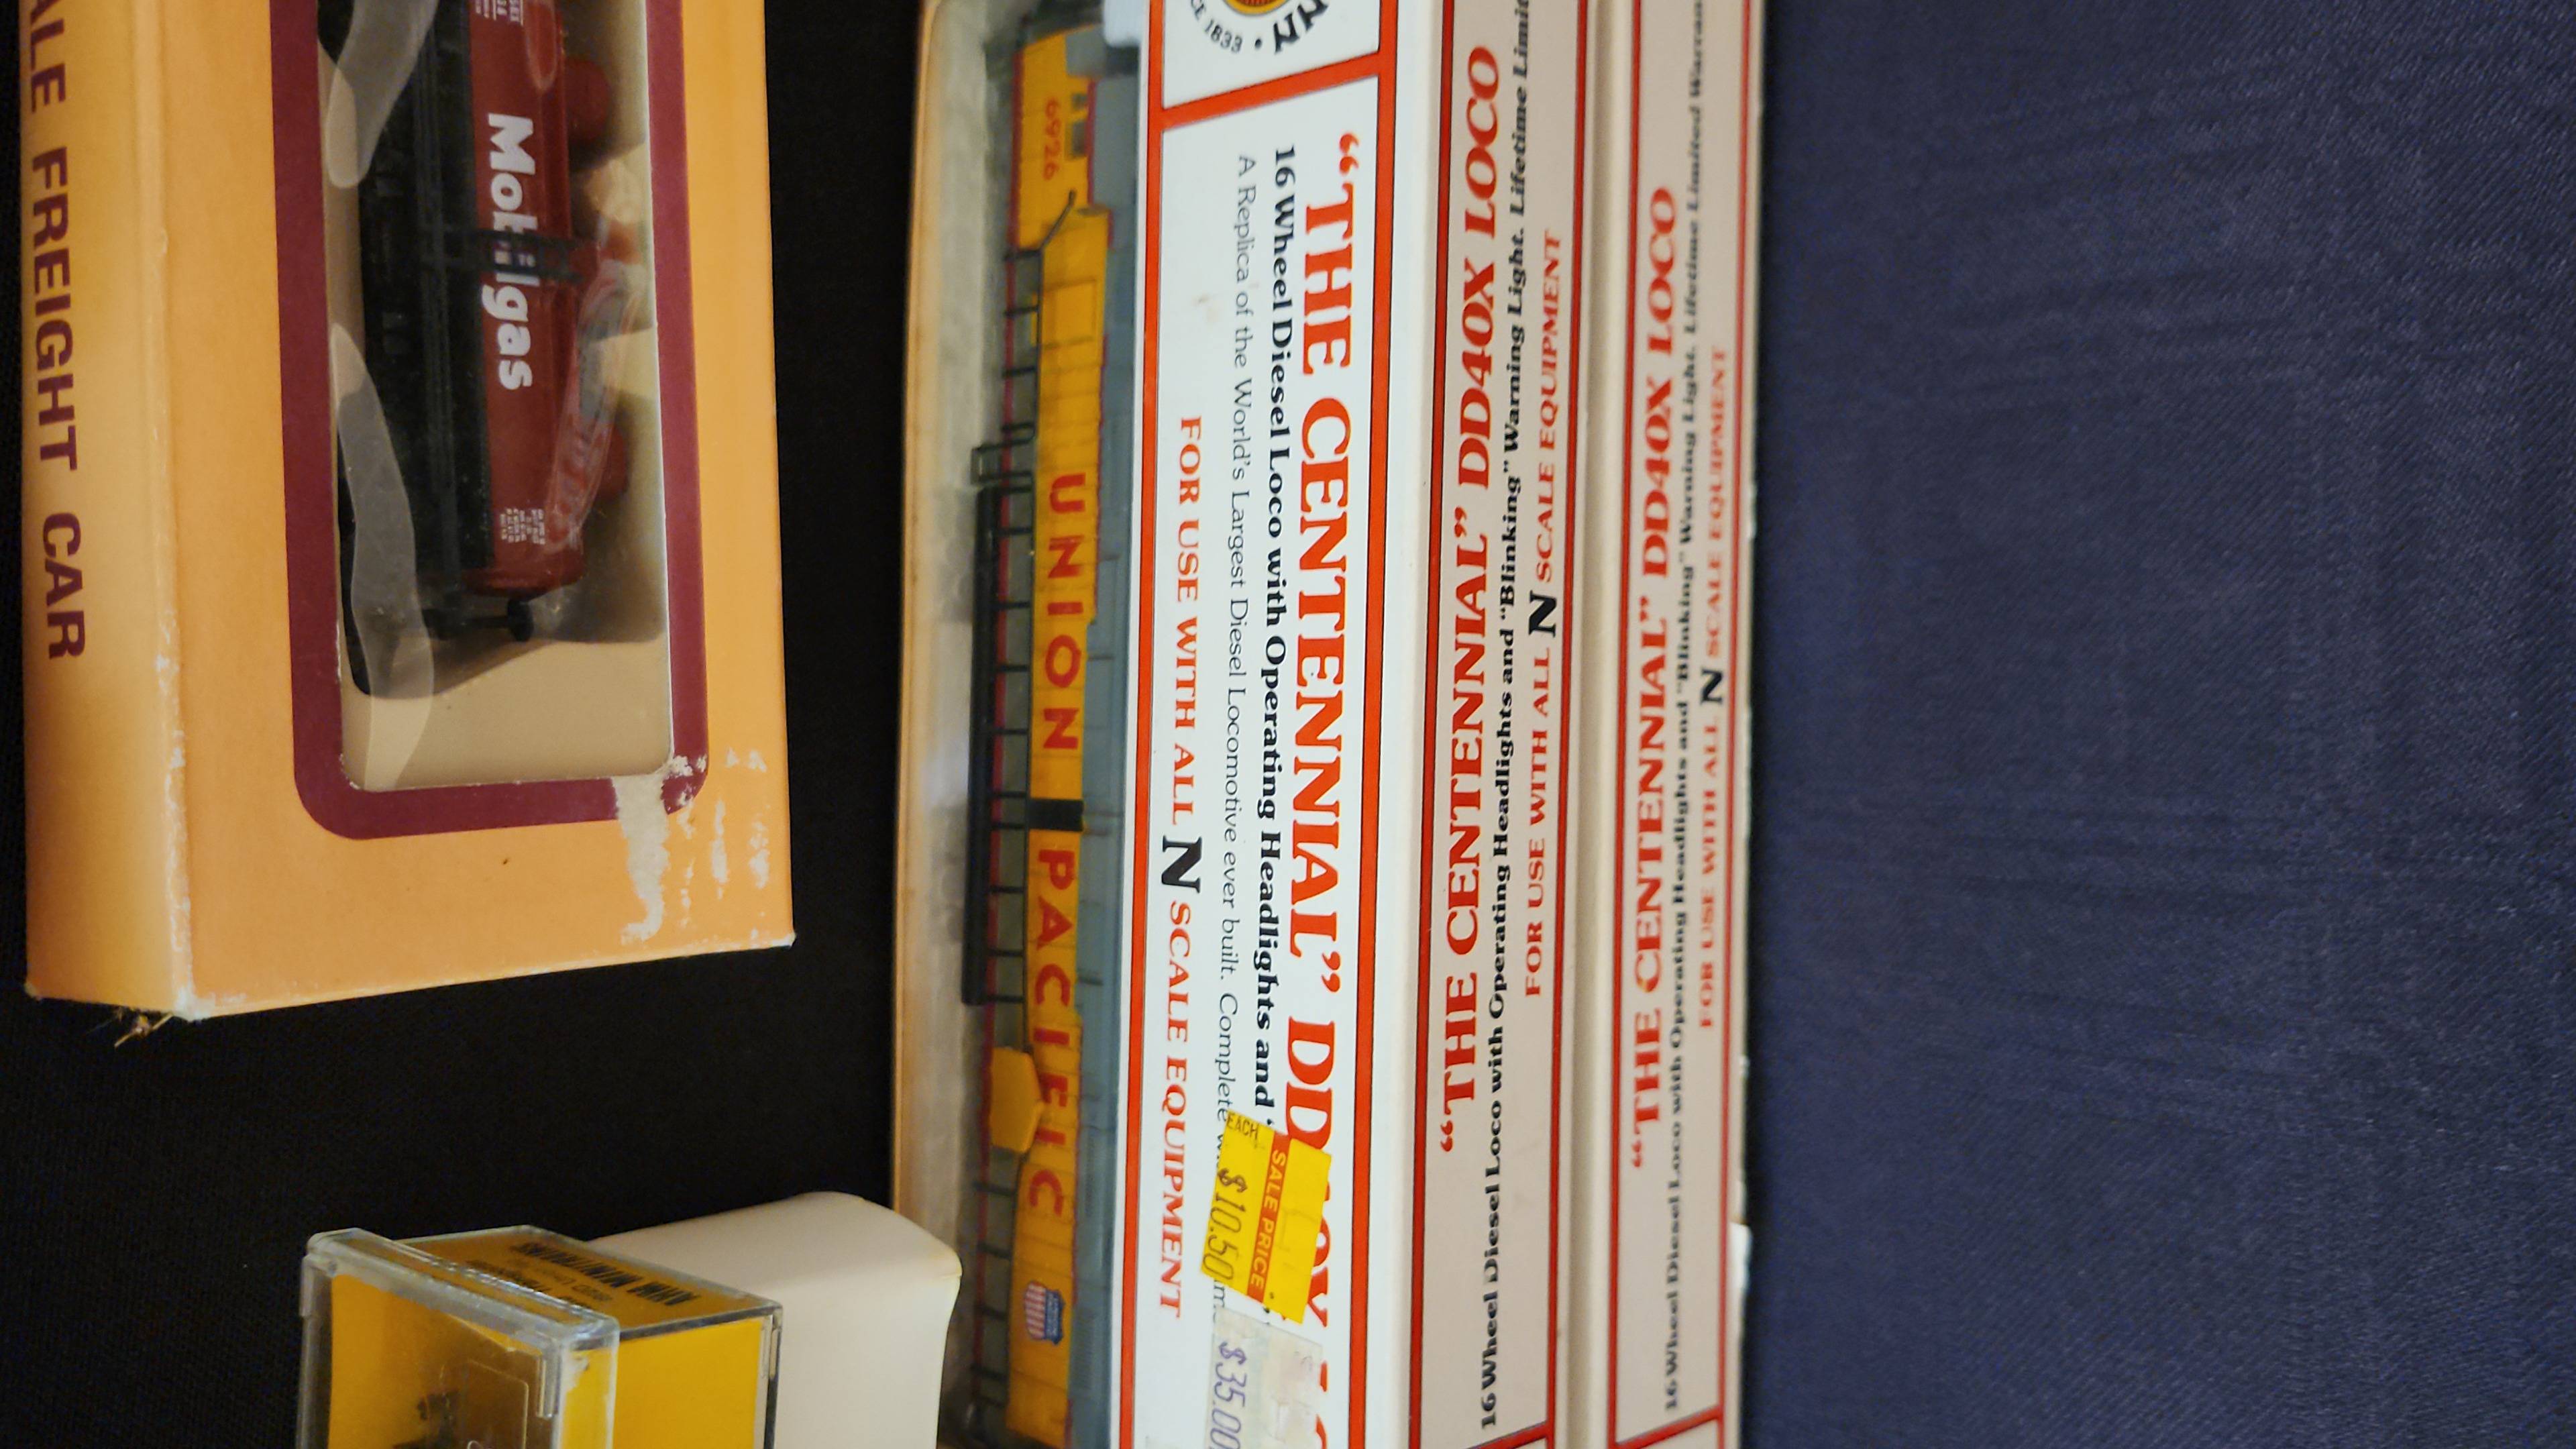 ALE FREIGHT CAR
Mobilgas
6926
UNION PACIFIC
CE 1833 •
"THE CENTENNIAL" DD40X LO
16 Wheel Diesel Loco with Operating Headlights and
A Replica of the World's Largest Diesel Locomotive ever built. Complete
FOR USE WITH ALL N SCALE EQUIPMENT
EACH
SALE PRICE
$10.50
$35.00
"THE CENTENNIAL" DD40X LOCO
16 Wheel Diesel Loco with Operating Headlights and "Blinking" Warning Light. Lifetime Limit
FOR USE WITH ALL N SCALE EQUIPMENT
"THE CENTENNIAL" DD40X LOCO
16 Wheel Diesel Loco with Operating Headlights and "Blinking" Warning Light. Lifetime Limited Warran
FOR USE WITH ALL N SCALE EQUIPMENT